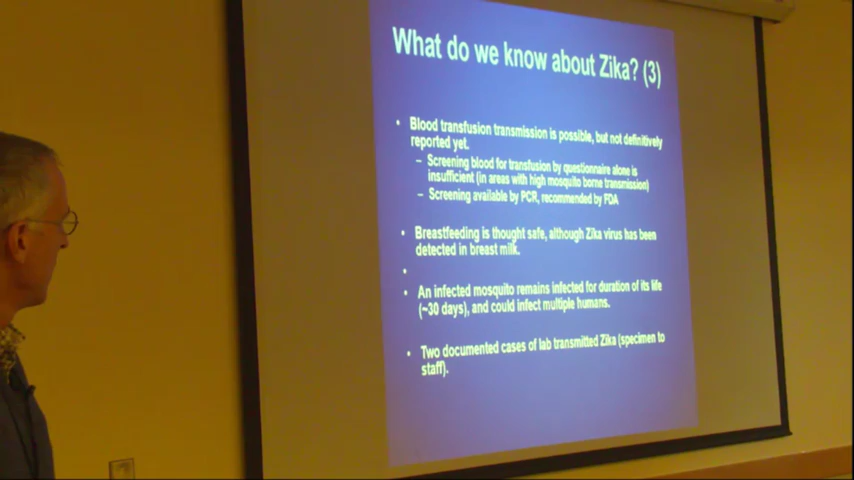 What do we know about Zika? (3)
• Blood transfusion transmission is possible, but not definitively
reported yet.
– Screening blood for transfusion by questionnaire alone is
insufficient (in areas with high mosquito borne transmission)
– Screening available by PCR, recommended by FDA
• Breastfeeding is thought safe, although Zika virus has been
detected in breast milk.
•
• An infected mosquito remains infected for duration of its life
(~30 days), and could infect multiple humans.
• Two documented cases of lab transmitted Zika (specimen to
staff).